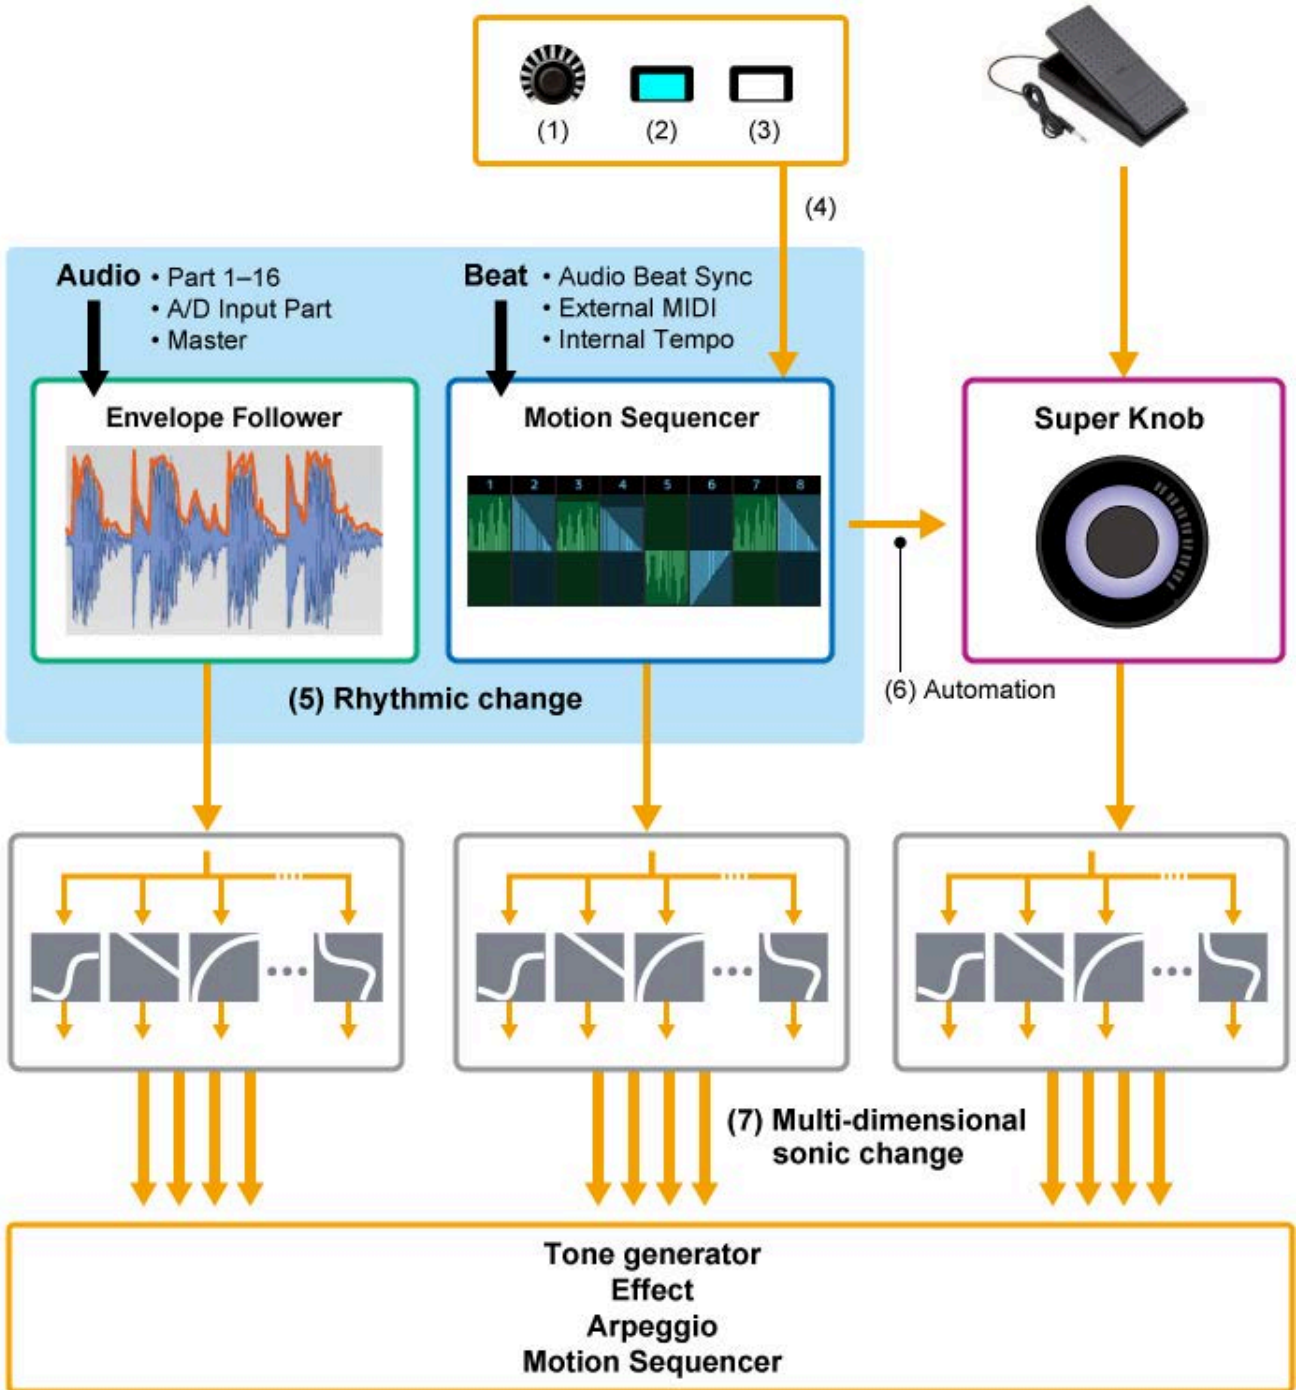 (1)
(2)
(3)
(4)
Audio
• Part 1–16
• A/D Input Part
• Master
Beat
• Audio Beat Sync
• External MIDI
• Internal Tempo
Envelope Follower
Motion Sequencer
1 2 3 4 5 6 7 8
Super Knob
(5) Rhythmic change
(6) Automation
(7) Multi-dimensional
sonic change
Tone generator
Effect
Arpeggio
Motion Sequencer